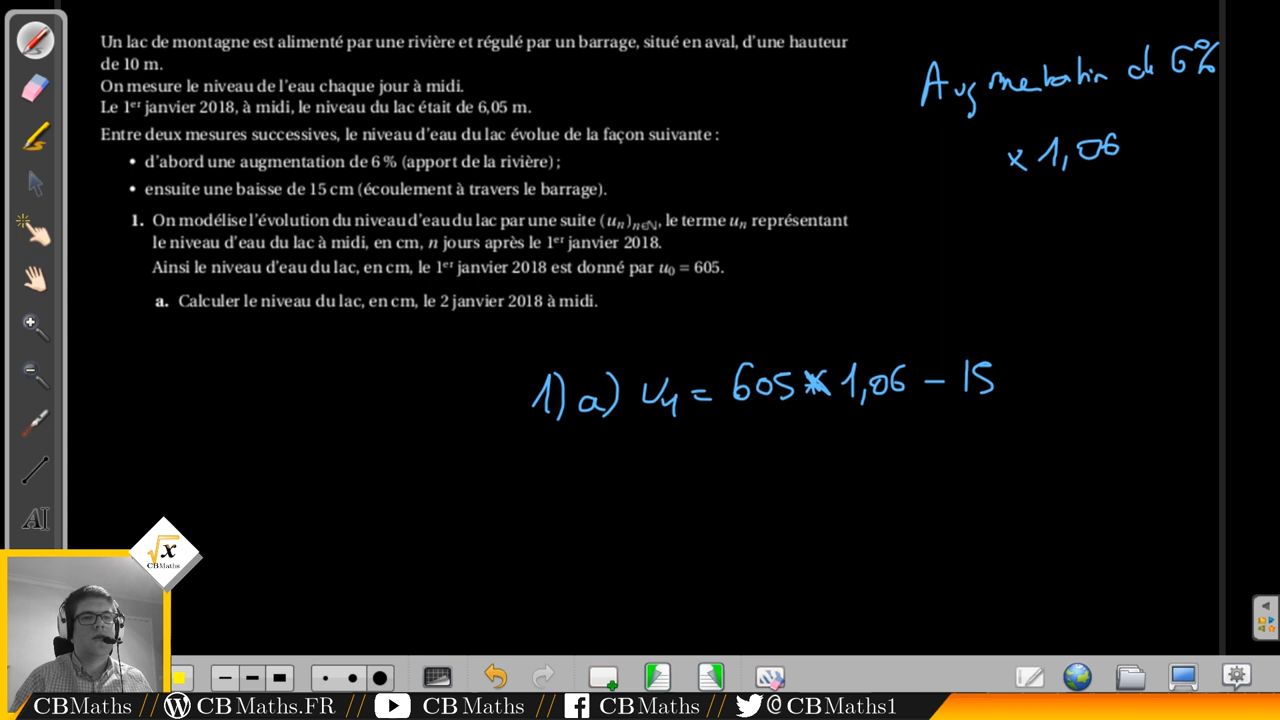 Un lac de montagne est alimenté par une rivière et régulé par un barrage, situé en aval, d'une hauteur
de 10 m.
On mesure le niveau de l'eau chaque jour à midi.
Le 1er janvier 2018, à midi, le niveau du lac était de 6,05 m.
Entre deux mesures successives, le niveau d'eau du lac évolue de la façon suivante :
• d'abord une augmentation de 6 % (apport de la rivière) ;
• ensuite une baisse de 15 cm (écoulement à travers le barrage).
1. On modélise l'évolution du niveau d'eau du lac par une suite (un)n∈ℕ, le terme un représentant
le niveau d'eau du lac à midi, en cm, n jours après le 1er janvier 2018.
Ainsi le niveau d'eau du lac, en cm, le 1er janvier 2018 est donné par u0 = 605.
a. Calculer le niveau du lac, en cm, le 2 janvier 2018 à midi.
Augmentation de 6%
× 1,06
1) a) u1 = 605 × 1,06 – 15
AI
√x
CBMaths
CBMaths CBMaths.FR CBMaths CBMaths @CBMaths1